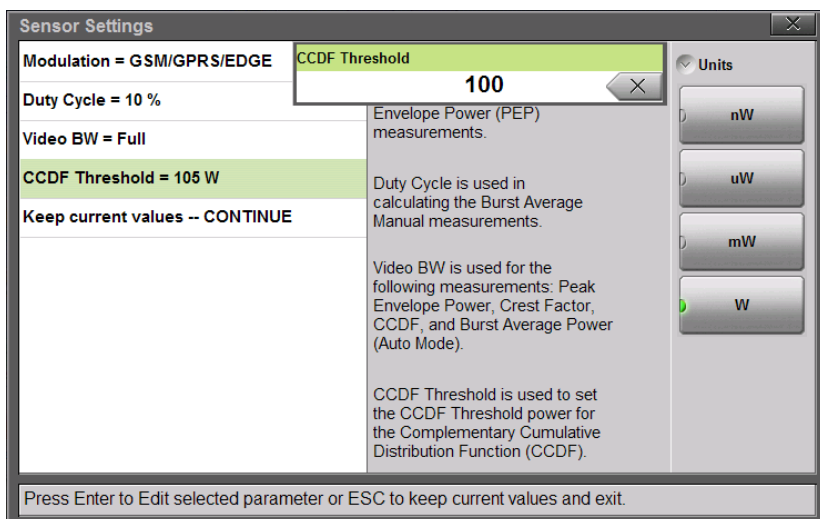 Sensor Settings
Modulation = GSM/GPRS/EDGE
Duty Cycle = 10 %
Video BW = Full
CCDF Threshold = 105 W
Keep current values -- CONTINUE
CCDF Threshold
100
Envelope Power (PEP)
measurements.
Duty Cycle is used in
calculating the Burst Average
Manual measurements.
Video BW is used for the
following measurements: Peak
Envelope Power, Crest Factor,
CCDF, and Burst Average Power
(Auto Mode).
CCDF Threshold is used to set
the CCDF Threshold power for
the Complementary Cumulative
Distribution Function (CCDF).
Units
nW
uW
mW
W
Press Enter to Edit selected parameter or ESC to keep current values and exit.